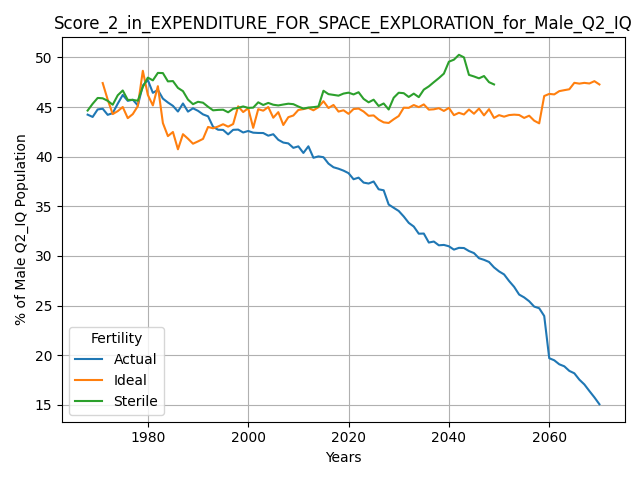 Score_2_in_EXPENDITURE_FOR_SPACE_EXPLORATION_for_Male_Q2_IQ
% of Male Q2_IQ Population
50
45
40
35
30
25
20
15
Fertility
Actual
Ideal
Sterile
1980 2000 2020 2040 2060
Years